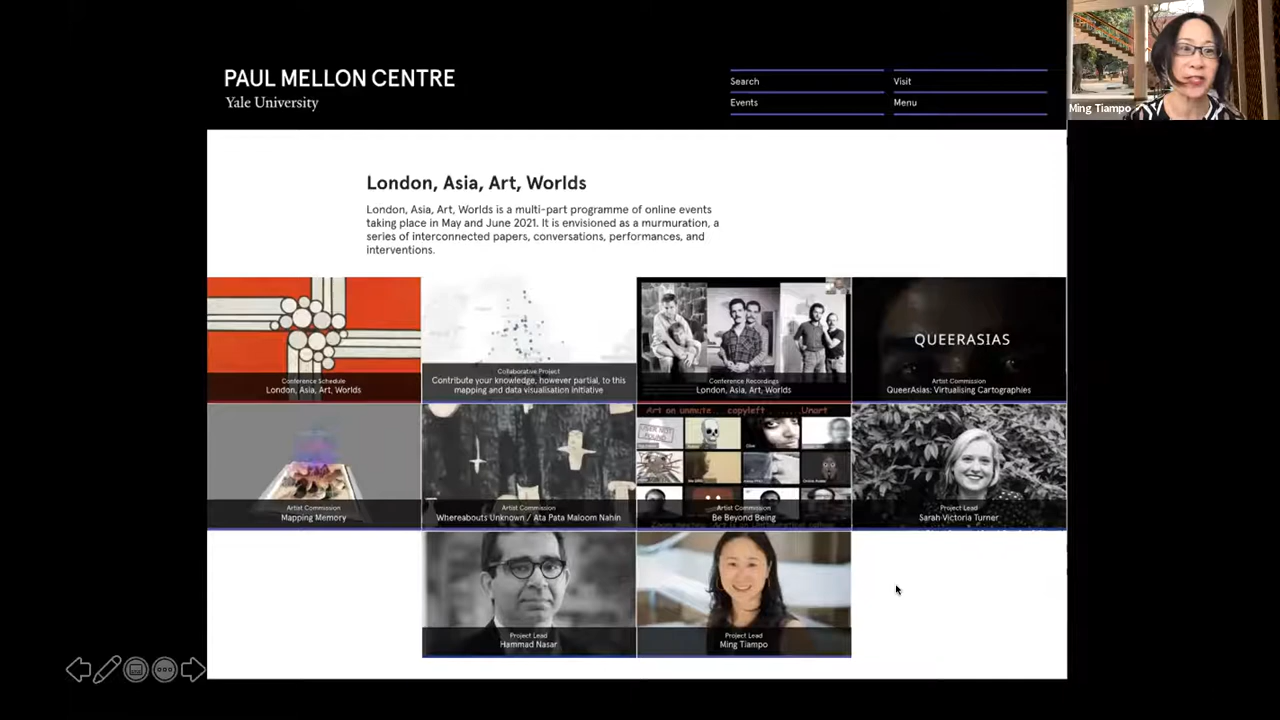 PAUL MELLON CENTRE
Yale University
Search
Visit
Events
Menu
Ming Tiampo
London, Asia, Art, Worlds
London, Asia, Art, Worlds is a multi-part programme of online events
taking place in May and June 2021. It is envisioned as a murmuration, a
series of interconnected papers, conversations, performances, and
interventions.
Conference Schedule
London, Asia, Art, Worlds
Collaborative Project
Contribute your knowledge, however partial, to this
mapping and data visualisation initiative
Conference Recordings
London, Asia, Art, Worlds
QUEERASIAS
Artist Commission
QueerAsias: Virtualising Cartographies
Artist Commission
Mapping Memory
Artist Commission
Whereabouts Unknown / Ata Pata Maloom Nahin
Art on unmute... copyleft .......Unart
Artist Commission
Be Beyond Being
Project Lead
Sarah Victoria Turner
Project Lead
Hammad Nasar
Project Lead
Ming Tiampo